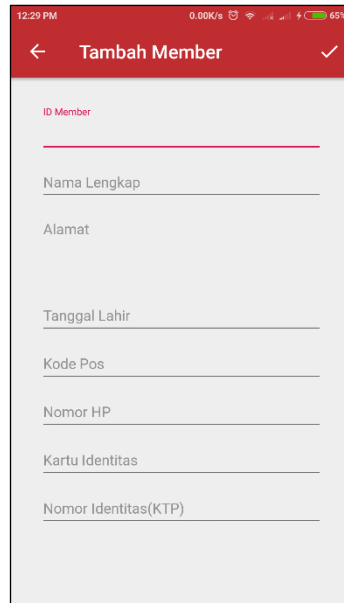 12:29 PM 0.00K/s 65%
Tambah Member
ID Member
Nama Lengkap
Alamat
Tanggal Lahir
Kode Pos
Nomor HP
Kartu Identitas
Nomor Identitas(KTP)